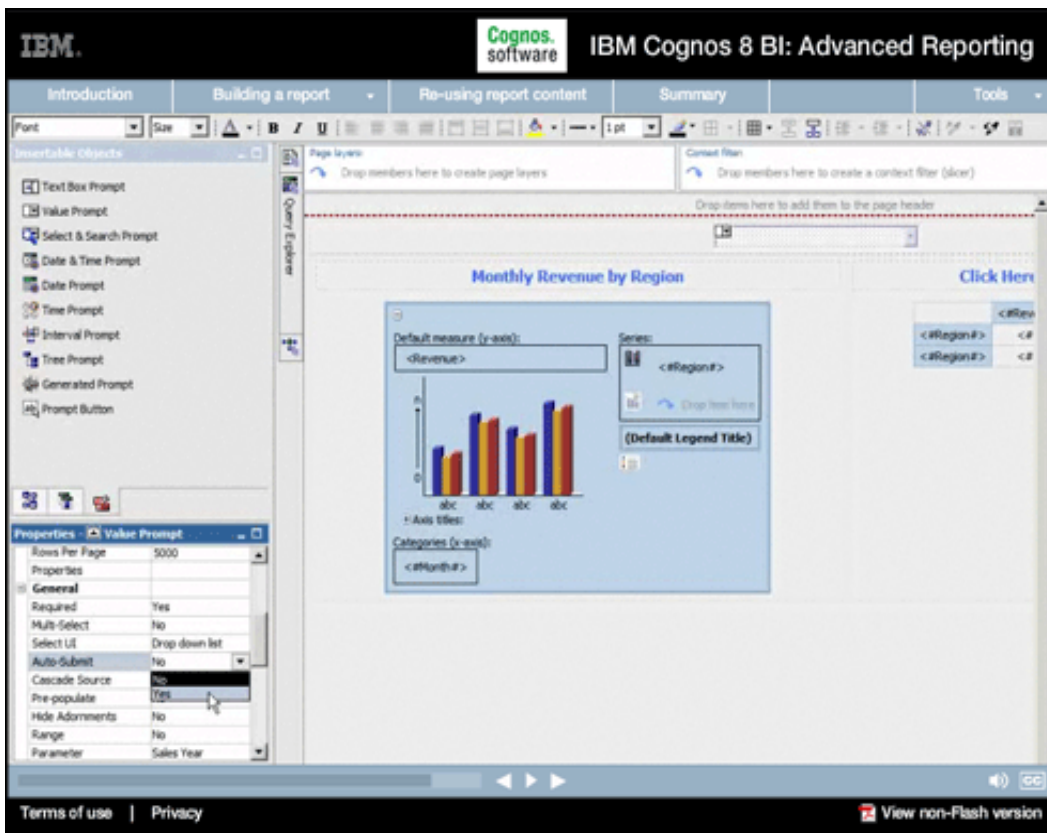 IBM.
Cognos. software
IBM Cognos 8 BI: Advanced Reporting
Introduction
Building a report
Re-using report content
Summary
Tools
Font
Size
A
B I U
1 pt
Insertable Objects
Text Box Prompt
Value Prompt
Select & Search Prompt
Date & Time Prompt
Date Prompt
Time Prompt
Interval Prompt
Tree Prompt
Generated Prompt
Prompt Button
Query Explorer
Page layers:
Drop members here to create page layers
Context filter:
Drop members here to create a context filter (slicer)
Drop items here to add them to the page header
Monthly Revenue by Region
Click Here
Default measure (y-axis):
<Revenue>
0
abc abc abc abc
Axis titles:
Categories (x-axis):
<#Month#>
Series:
<#Region#>
Drop item here
(Default Legend Title)
<#Rev
<#Region#> <#
<#Region#> <#
Properties - Value Prompt
Rows Per Page 5000
Properties
General
Required Yes
Multi-Select No
Select UI Drop down list
Auto-Submit No
Cascade Source No
Pre-populate Yes
Hide Adornments No
Range No
Parameter Sales Year
CC
Terms of use | Privacy
View non-Flash version